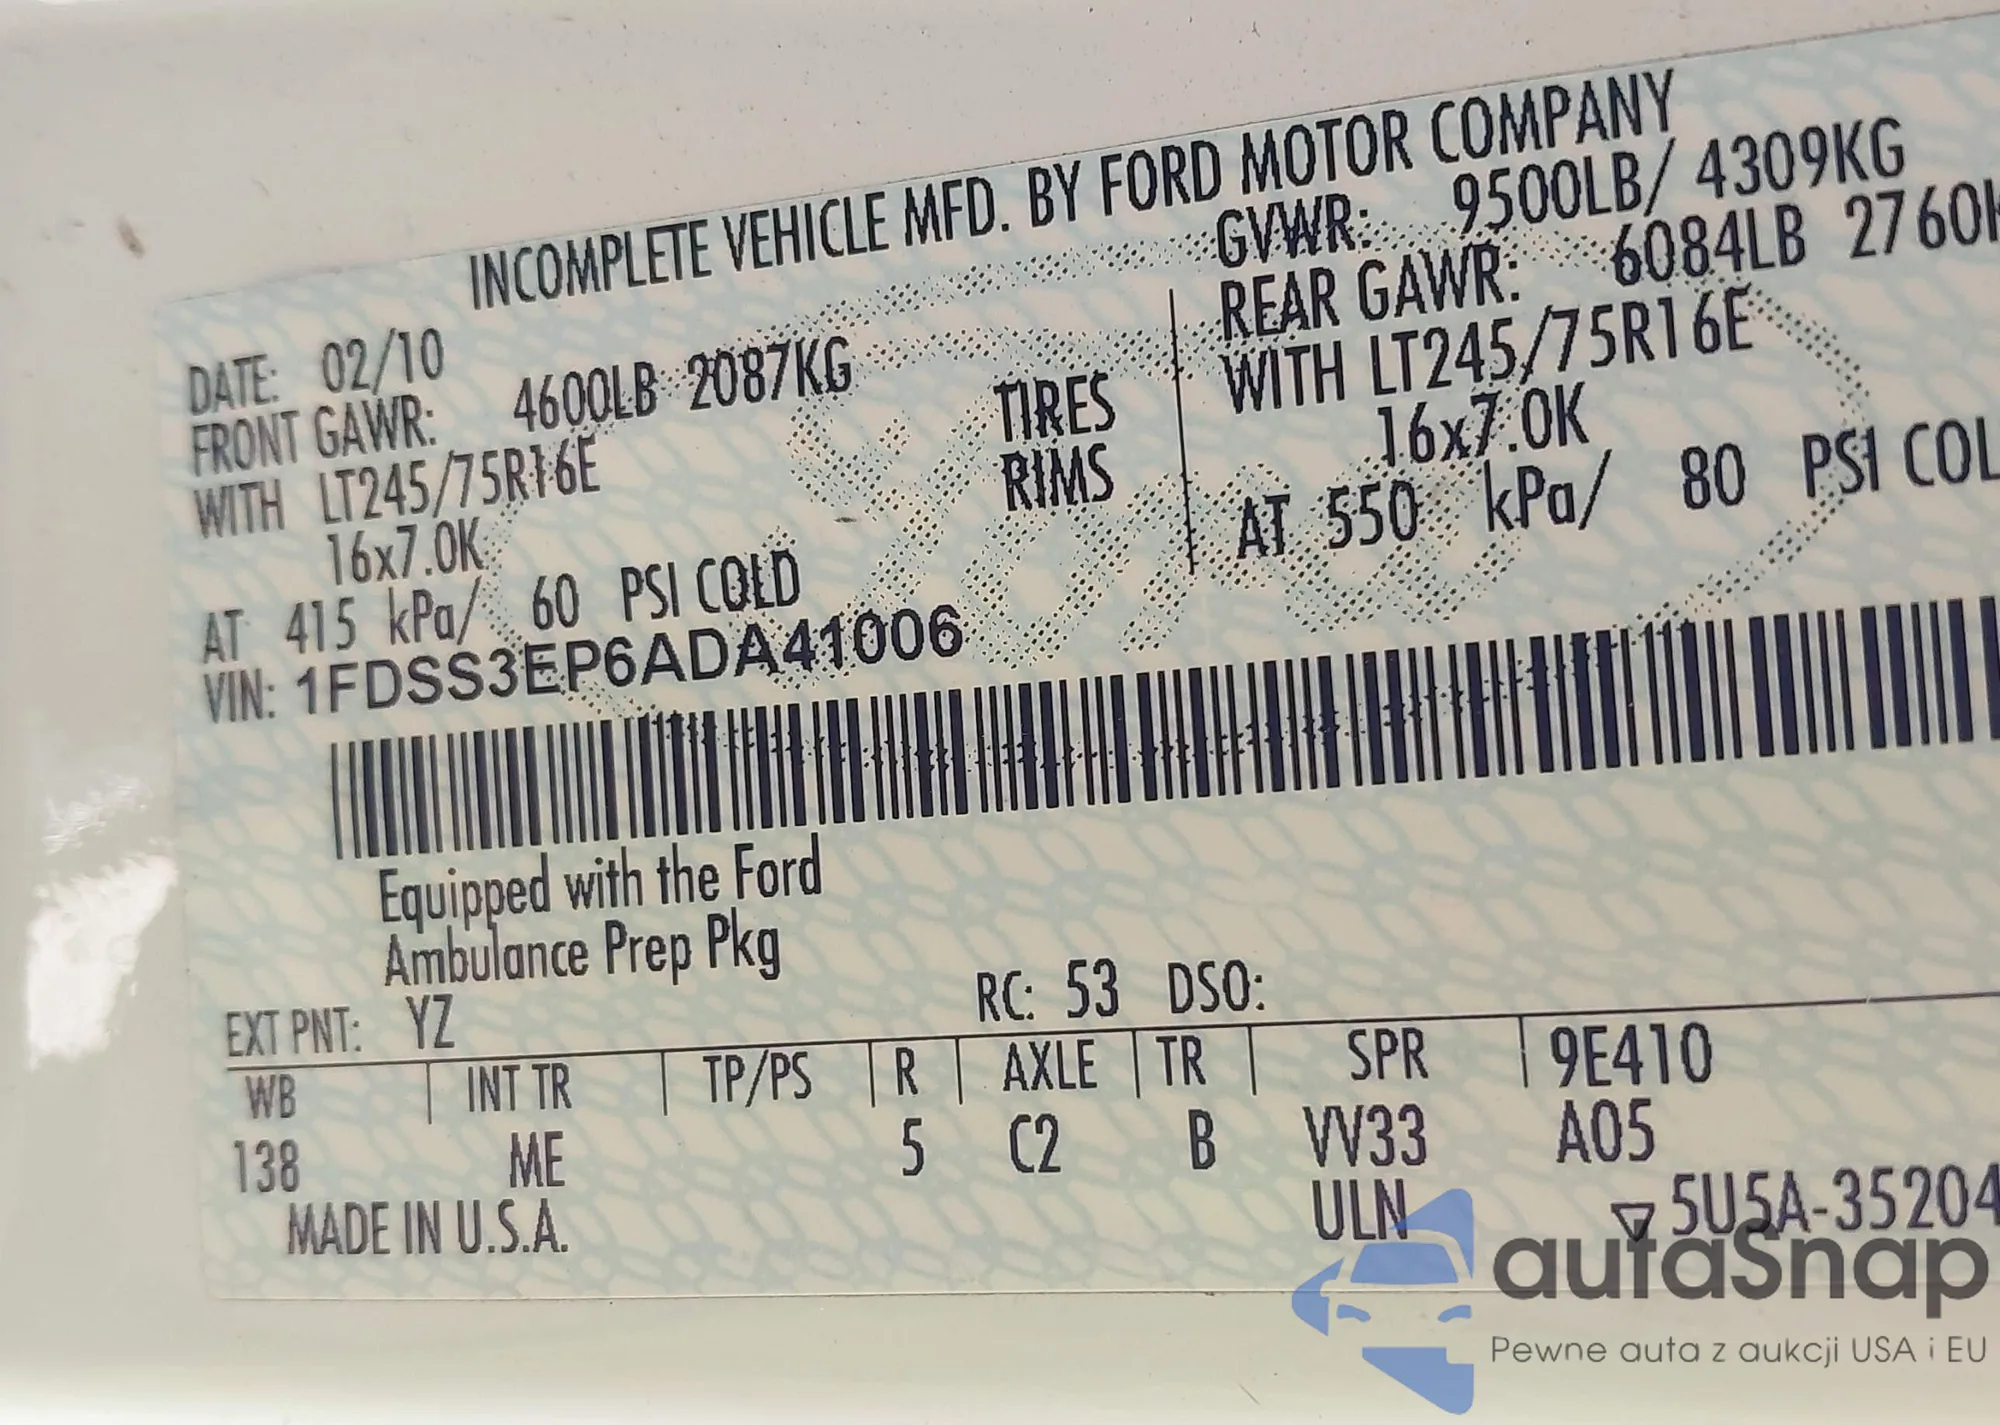 INCOMPLETE VEHICLE MFD. BY FORD MOTOR COMPANY
DATE: 02/10 GVWR: 9500LB/ 4309KG
FRONT GAWR: 4600LB 2087KG REAR GAWR: 6084LB 2760K
WITH LT245/75R16E TIRES WITH LT245/75R16E
16x7.0K RIMS 16x7.0K
AT 415 kPa/ 60 PSI COLD AT 550 kPa/ 80 PSI COL
VIN: 1FDSS3EP6ADA41006
Equipped with the Ford
Ambulance Prep Pkg
EXT PNT: YZ RC: 53 DSO:
WB INT TR TP/PS R AXLE TR SPR 9E410
138 ME 5 C2 B VV33 A05
MADE IN U.S.A. ULN 5U5A-35204
autaSnap
Pewne auta z aukcji USA i EU